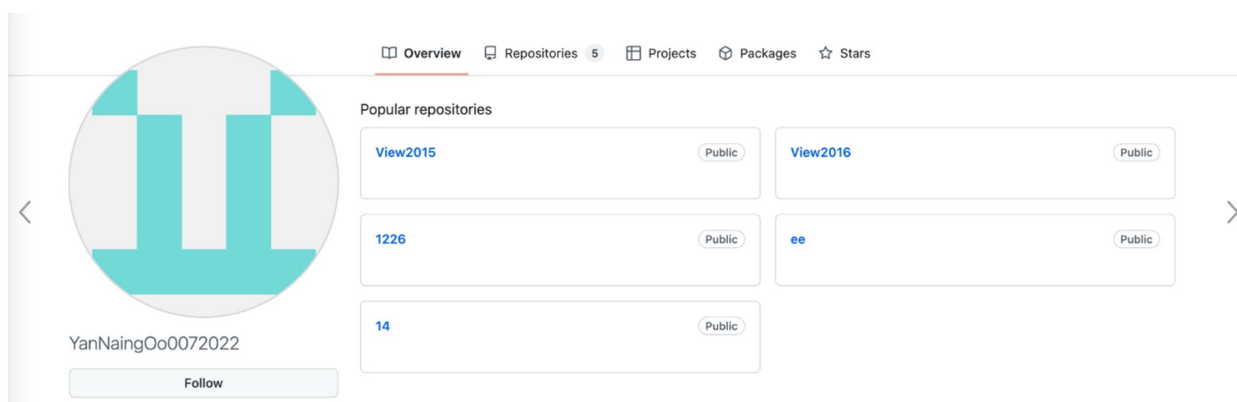 Overview Repositories 5 Projects Packages Stars
Popular repositories
View2015 Public
View2016 Public
1226 Public
ee Public
14 Public
YanNaingOo0072022
Follow